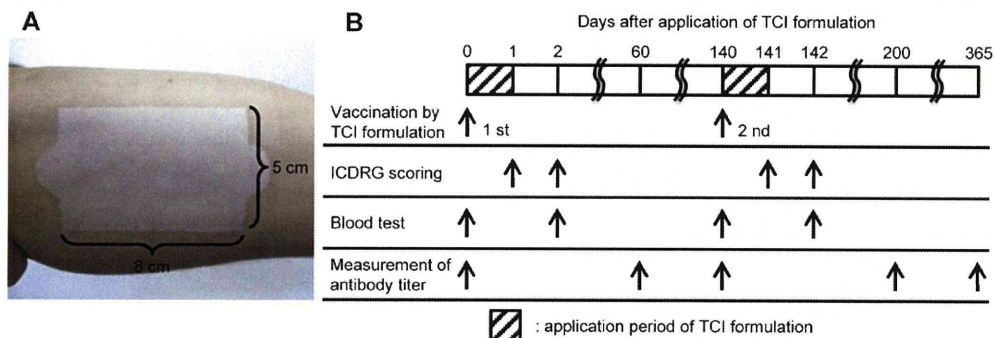 A
5 cm
8 cm
B
Days after application of TCI formulation
0 1 2 60 140 141 142 200 365
Vaccination by
TCI formulation
1 st
2 nd
ICDRG scoring
Blood test
Measurement of
antibody titer
: application period of TCI formulation